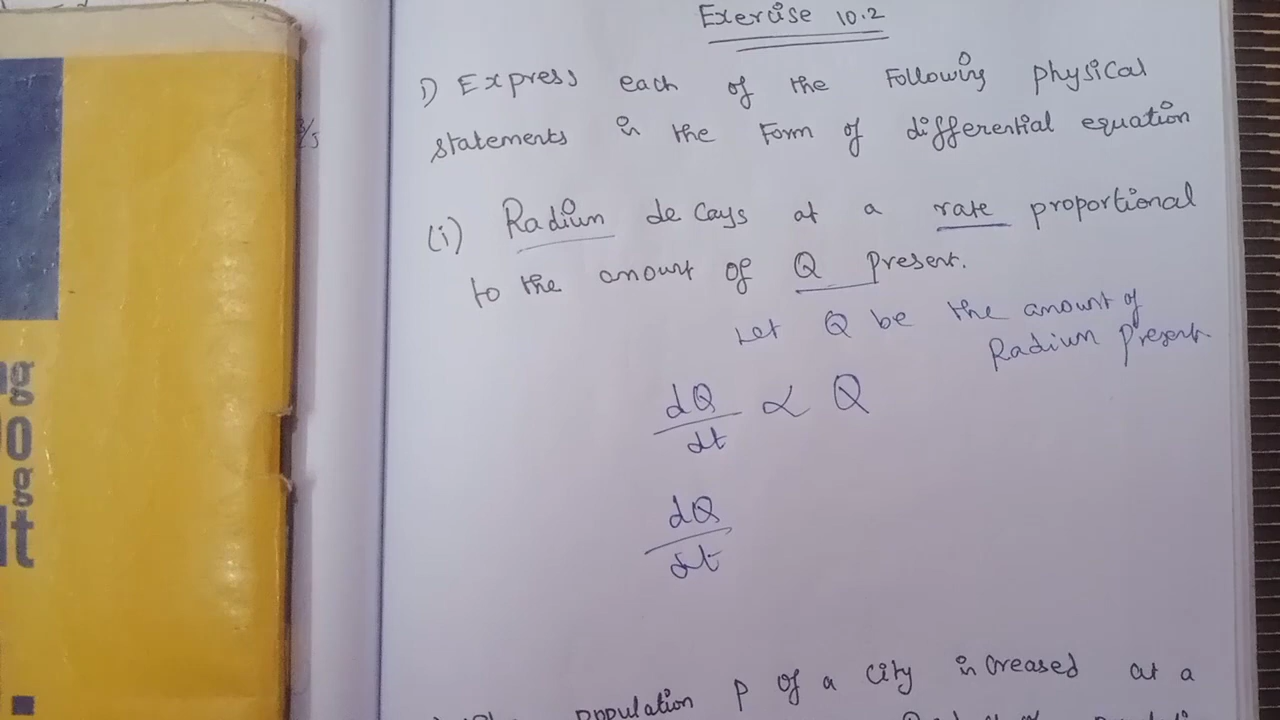 Exercise 10.2
1) Express each of the following physical
statements in the form of differential equation
(i) Radium decays at a rate proportional
to the amount of Q present.
Let Q be the amount of
Radium present
dQ/dt ∝ Q
dQ/dt
population P of a city increased at a
g
0
g
lt